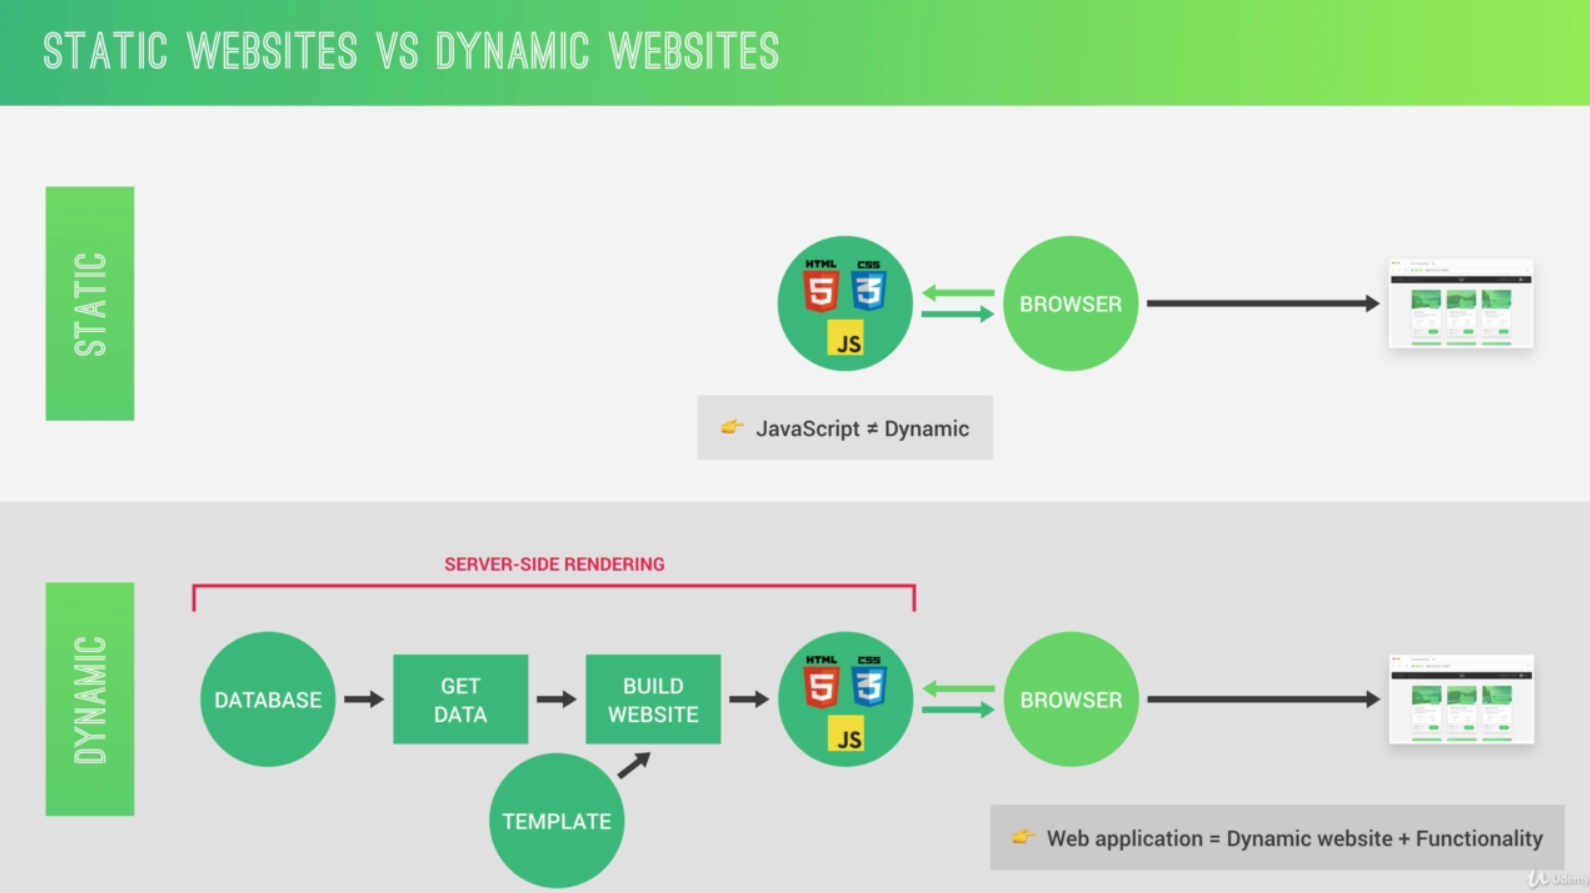 STATIC WEBSITES VS DYNAMIC WEBSITES
STATIC
HTML CSS
5 3
JS
BROWSER
JavaScript ≠ Dynamic
SERVER-SIDE RENDERING
DYNAMIC
DATABASE
GET
DATA
BUILD
WEBSITE
TEMPLATE
HTML CSS
5 3
JS
BROWSER
Web application = Dynamic website + Functionality
Udemy